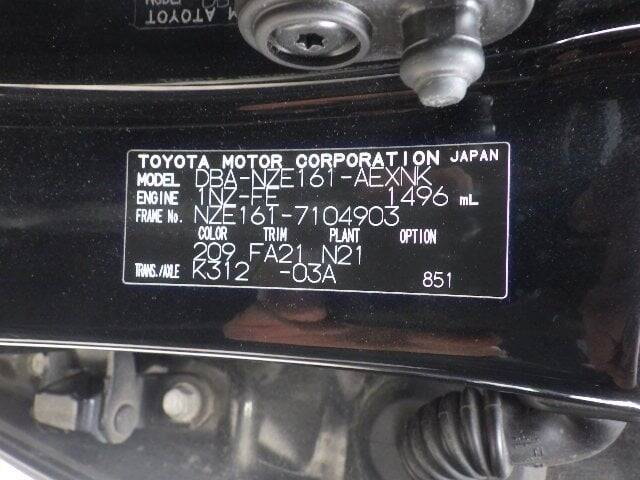 TOYOTA MOTOR CORPORATION JAPAN
MODEL DBA-NZE161-AEXNK
ENGINE 1NZ-FE 1496 mL
FRAME No. NZE161-7104903
COLOR TRIM PLANT OPTION
209 FA21 N21
TRANS./AXLE K312 -03A 851